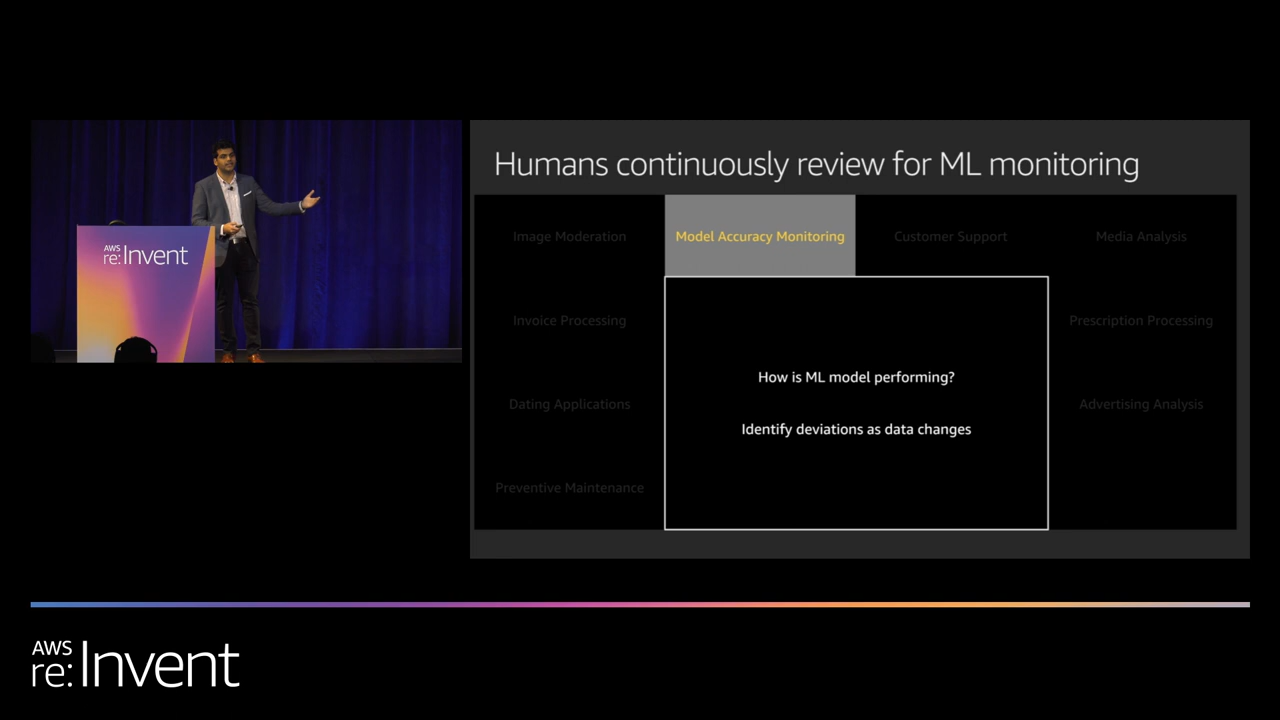 AWS
re:Invent
Humans continuously review for ML monitoring
Image Moderation
Model Accuracy Monitoring
Customer Support
Media Analysis
Invoice Processing
Prescription Processing
How is ML model performing?
Dating Applications
Advertising Analysis
Identify deviations as data changes
Preventive Maintenance
AWS
re:Invent